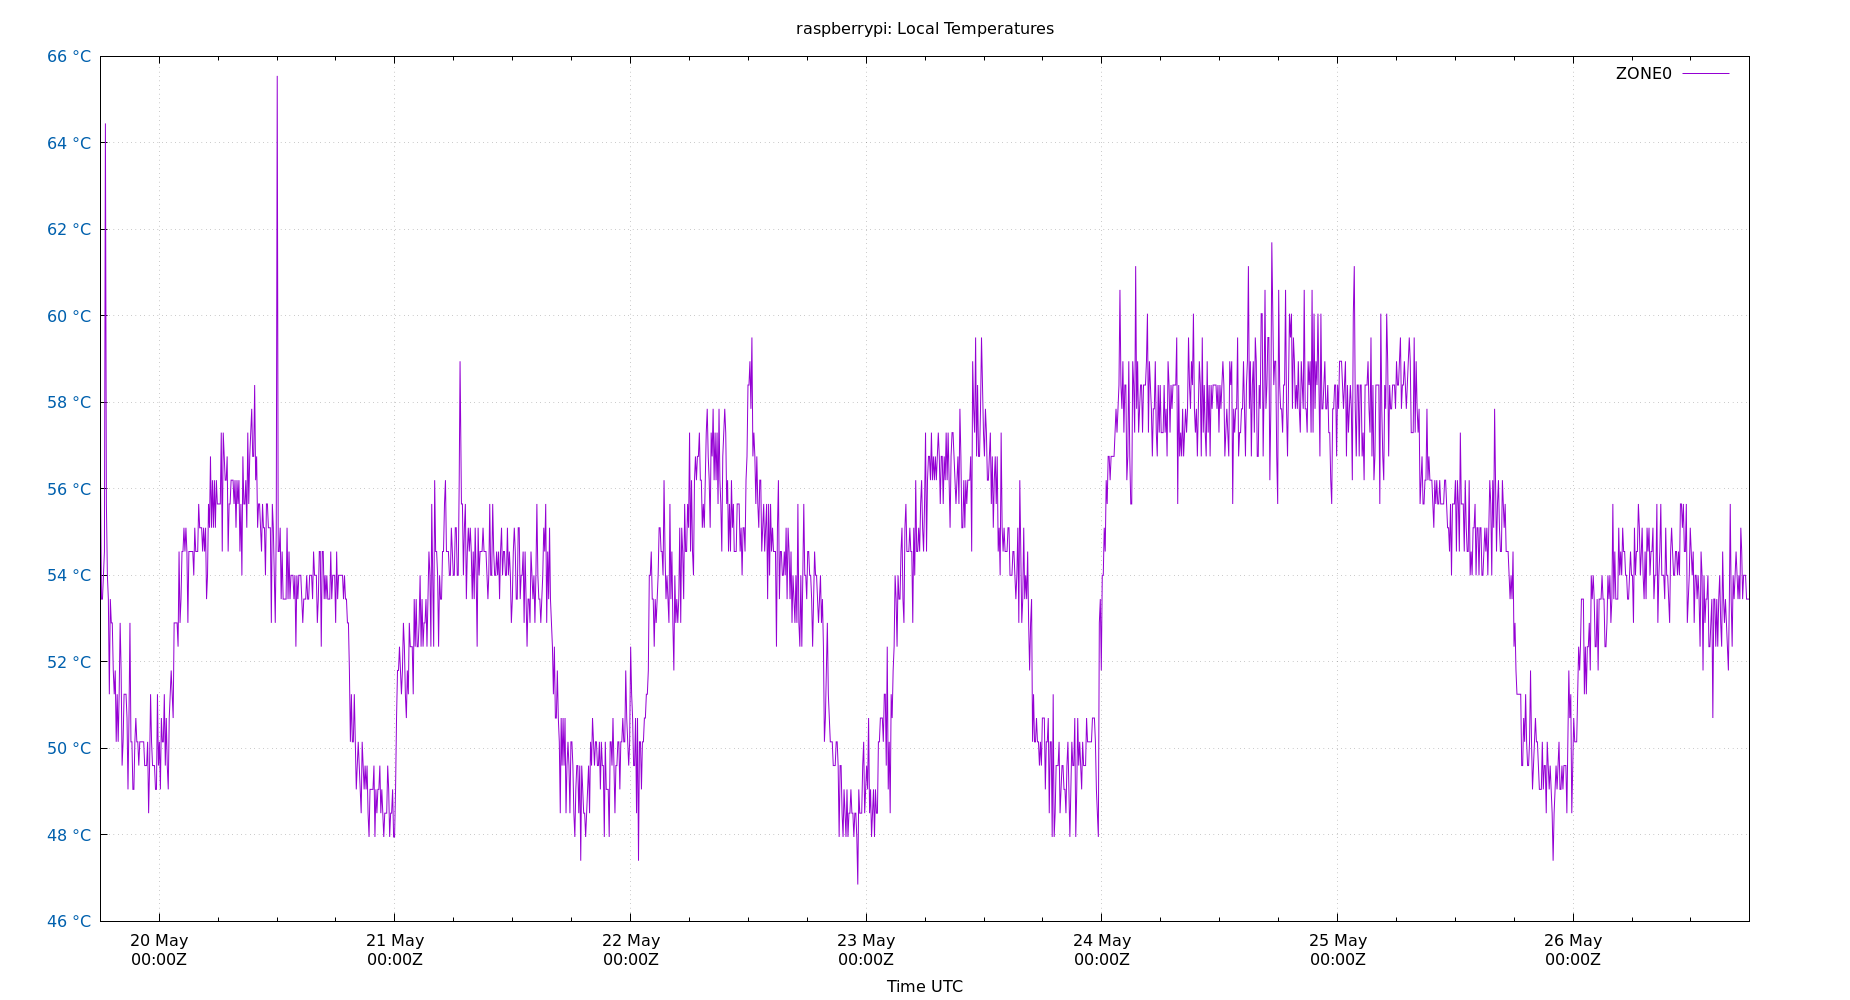 raspberrypi: Local Temperatures
66 °C
ZONE0
64 °C
62 °C
60 °C
58 °C
56 °C
54 °C
52 °C
50 °C
48 °C
46 °C
20 May 21 May 22 May 23 May 24 May 25 May 26 May
00:00Z 00:00Z 00:00Z 00:00Z 00:00Z 00:00Z 00:00Z
Time UTC